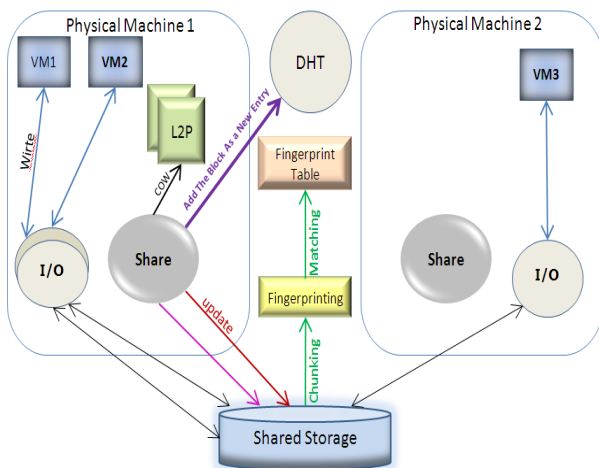 Physical Machine 1
Physical Machine 2
DHT
VM1
VM2
VM3
L2P
Wirte
COW
Add The Block As a New Entry
Fingerprint
Table
Matching
I/O
Share
Share
I/O
Fingerprinting
update
Chunking
Shared Storage